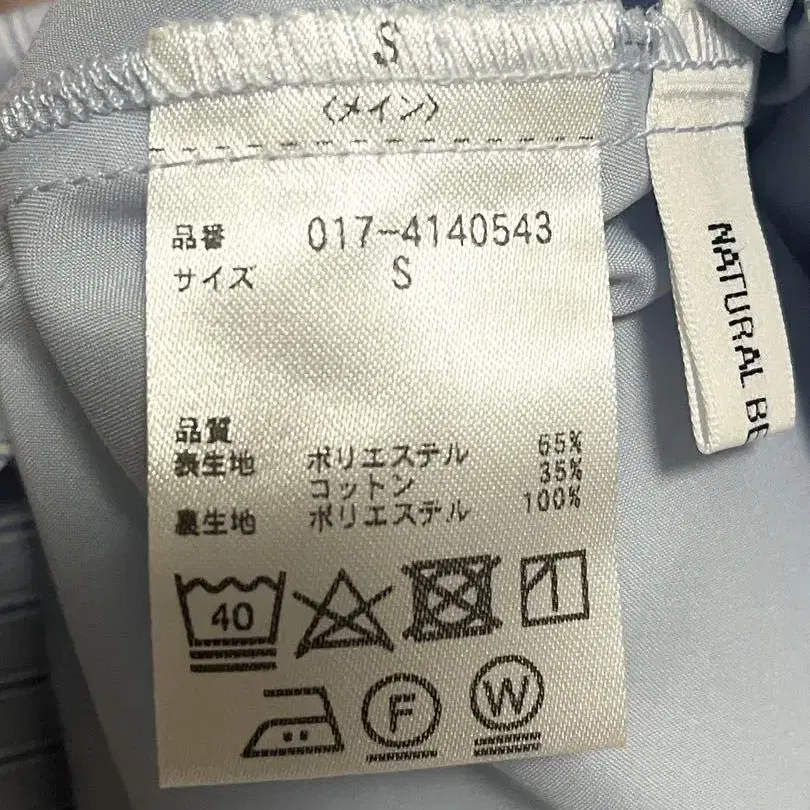 S
〈メイン〉
品番 017-4140543
サイズ S
品質
表生地 ポリエステル 65%
コットン 35%
裏生地 ポリエステル 100%
40
F
W
NATURAL